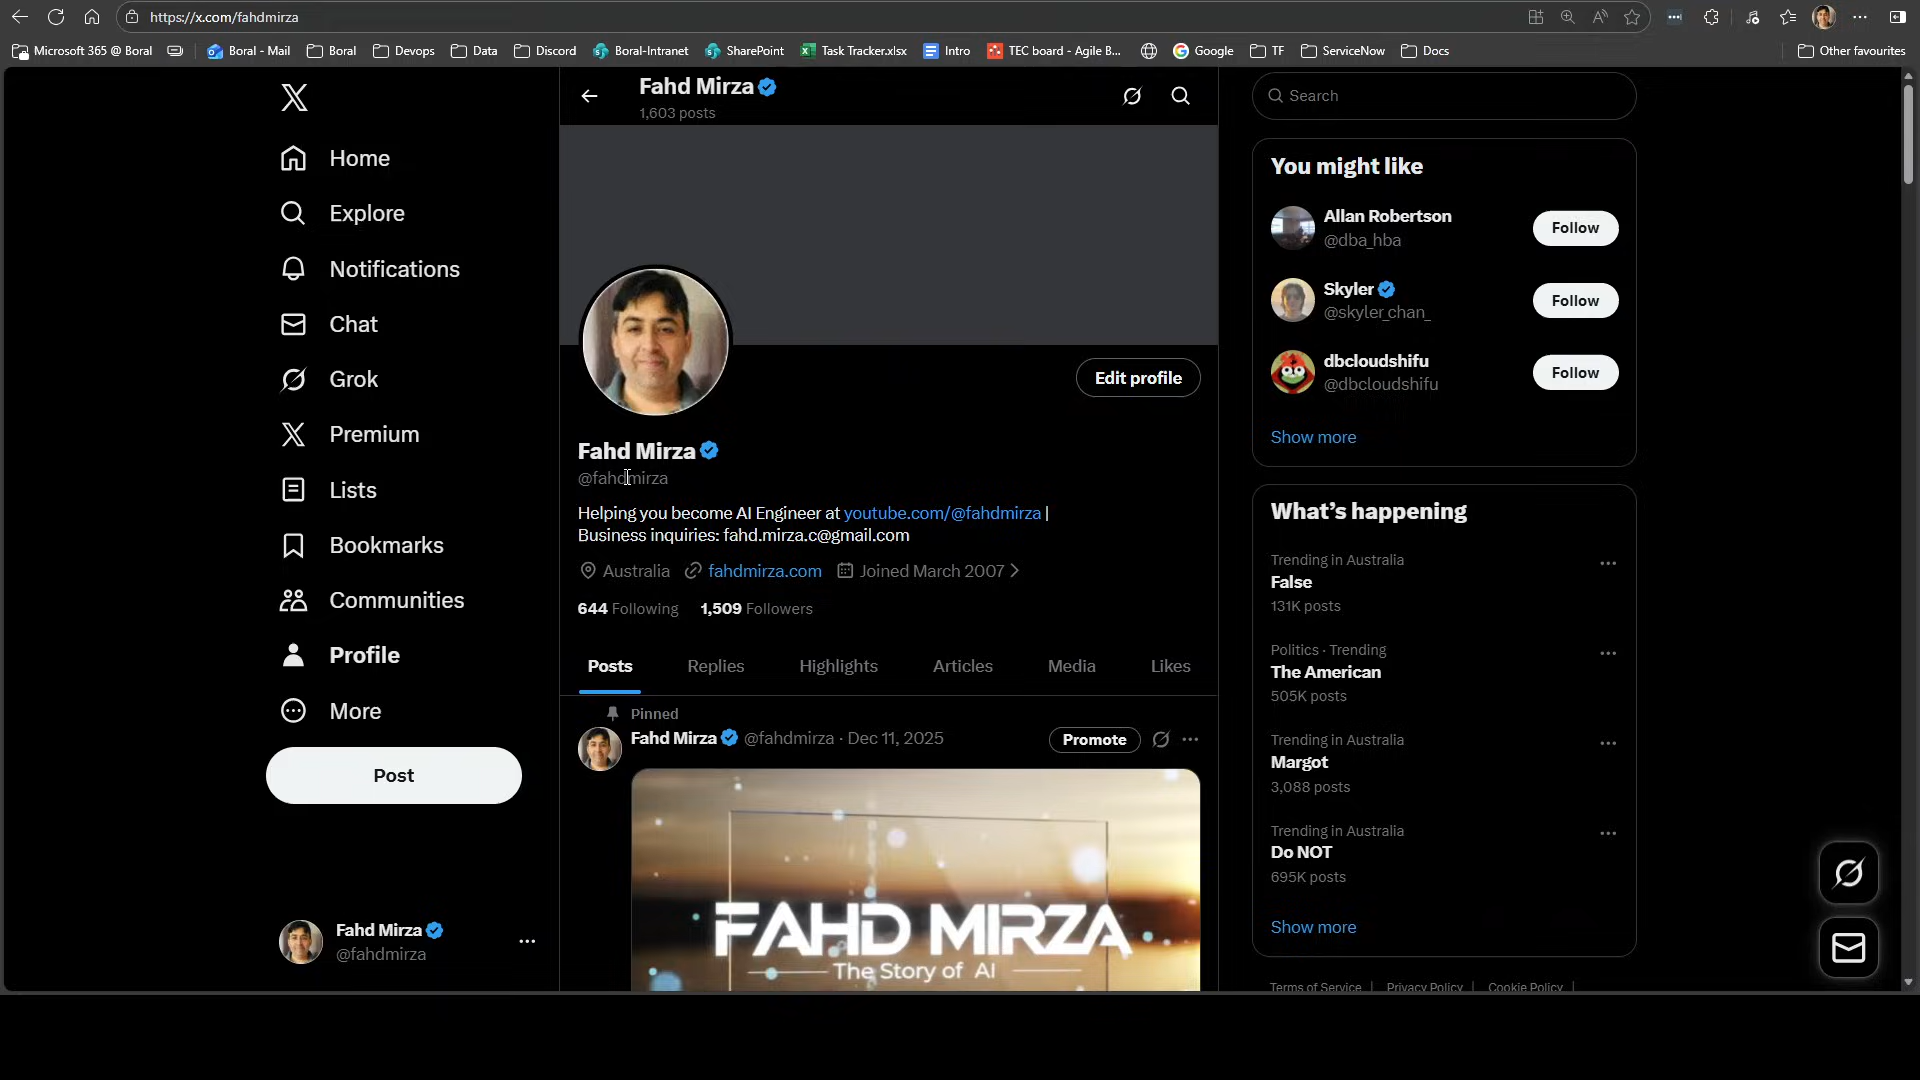 https://x.com/fahdmirza
Microsoft 365 @ Boral
Boral - Mail
Boral
Devops
Data
Discord
Boral-Intranet
SharePoint
Task Tracker.xlsx
Intro
TEC board - Agile B...
Google
TF
ServiceNow
Docs
Other favourites
Home
Explore
Notifications
Chat
Grok
Premium
Lists
Bookmarks
Communities
Profile
More
Post
Fahd Mirza
@fahdmirza
Fahd Mirza
1,603 posts
Edit profile
Fahd Mirza
@fahdmirza
Helping you become AI Engineer at youtube.com/@fahdmirza |
Business inquiries: fahd.mirza.c@gmail.com
Australia fahdmirza.com Joined March 2007
644 Following 1,509 Followers
Posts Replies Highlights Articles Media Likes
Pinned
Fahd Mirza @fahdmirza · Dec 11, 2025
Promote
FAHD MIRZA
The Story of AI
Search
You might like
Allan Robertson
@dba_hba
Follow
Skyler
@skyler_chan_
Follow
dbcloudshifu
@dbcloudshifu
Follow
Show more
What's happening
Trending in Australia
False
131K posts
Politics · Trending
The American
505K posts
Trending in Australia
Margot
3,088 posts
Trending in Australia
Do NOT
695K posts
Show more
Terms of Service | Privacy Policy | Cookie Policy |